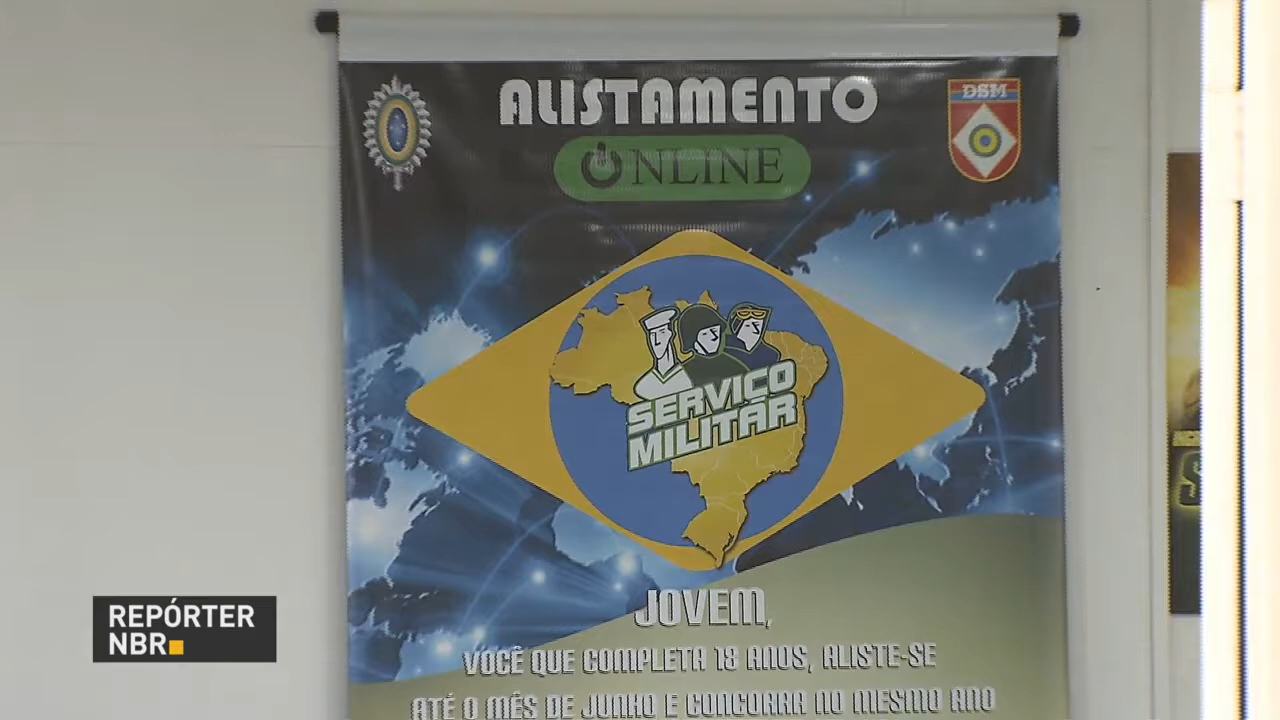 ALISTAMENTO
DSM
ONLINE
SERVIÇO
MILITAR
JOVEM,
VOCÊ QUE COMPLETA 18 ANOS, ALISTE-SE
ATÉ O MÊS DE JUNHO E CONCORRA NO MESMO ANO
REPÓRTER
NBR